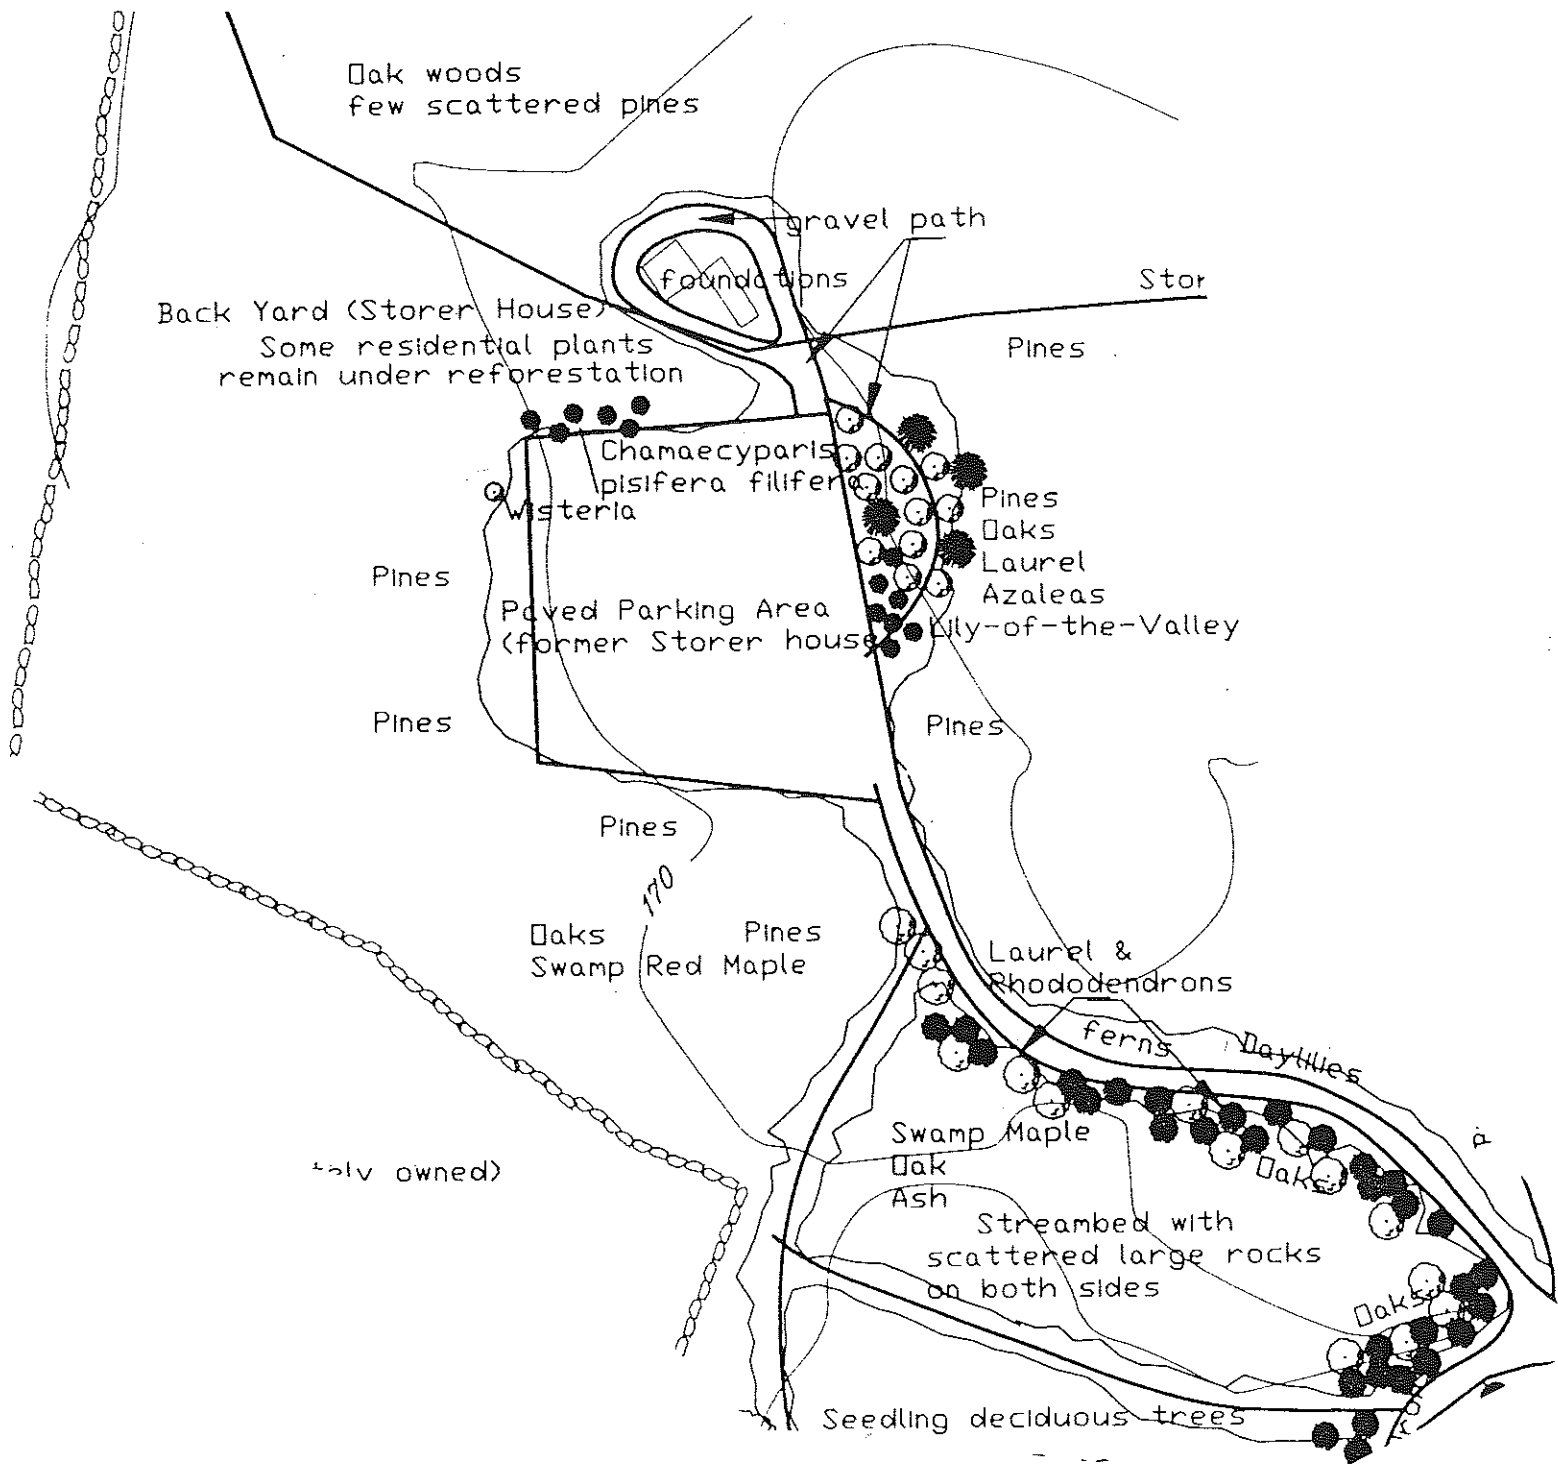 Oak woods
few scattered pines
gravel path
foundations
Stor
Back Yard (Storer House)
Some residential plants
remain under reforestation
Pines
Chamaecyparis
pisifera filifera
Wisteria
Pines
Oaks
Laurel
Azaleas
Lily-of-the-Valley
Pines
Paved Parking Area
(former Storer house
Pines
Pines
Pines
170
Oaks
Pines
Swamp Red Maple
Laurel &
Rhododendrons
ferns
Daylilies
Swamp Maple
Oak
Ash
Oaks
owned)
Streambed with
scattered large rocks
on both sides
Oaks
Seedling deciduous trees